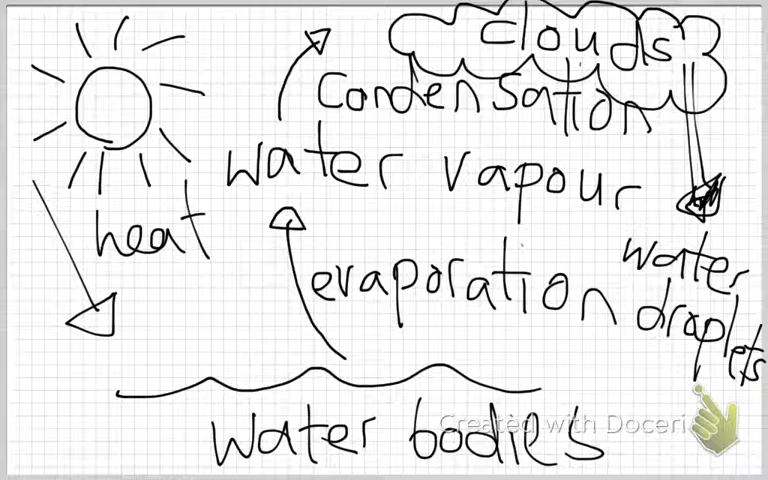 clouds
condensation
water vapour
heat
evaporation
water
droplets
water bodies
Created with Doceri